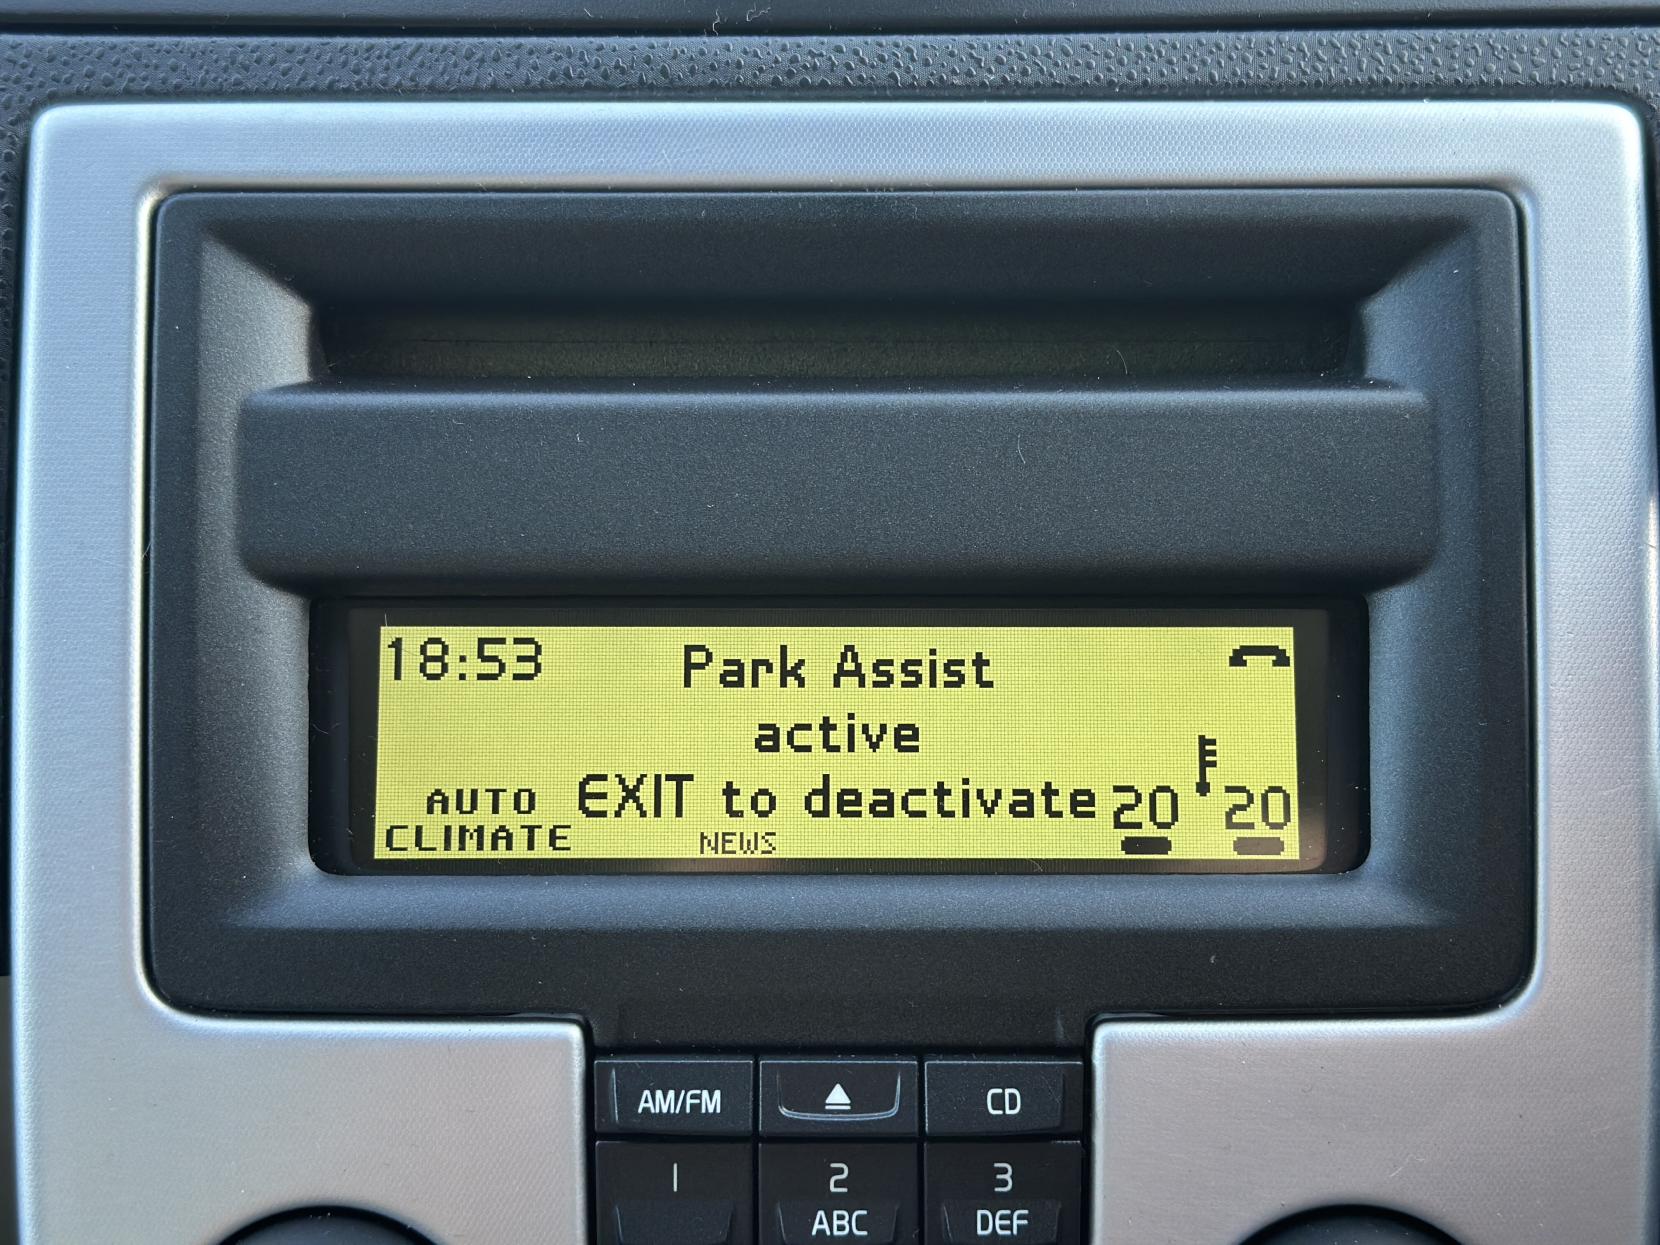 18:53 Park Assist
active
AUTO EXIT to deactivate 20 20
CLIMATE NEWS
AM/FM CD
1 2 3
ABC DEF